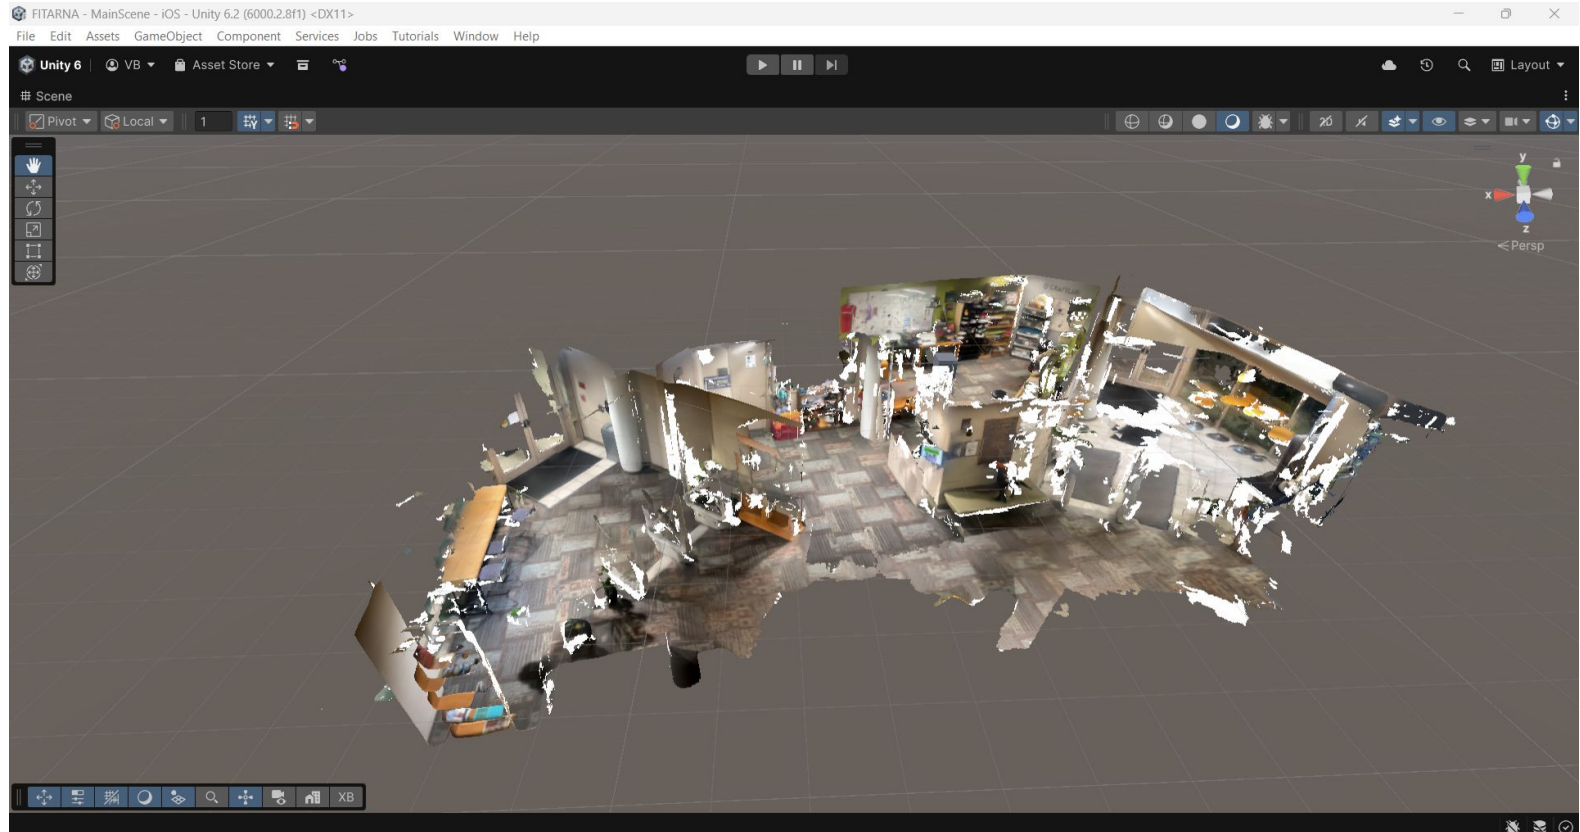 FITARNA - MainScene - iOS - Unity 6.2 (6000.2.8f1) <DX11>
File Edit Assets GameObject Component Services Jobs Tutorials Window Help
Unity 6 VB Asset Store Layout
Scene
Pivot Local 1 2D
y
x
z
Persp
XB